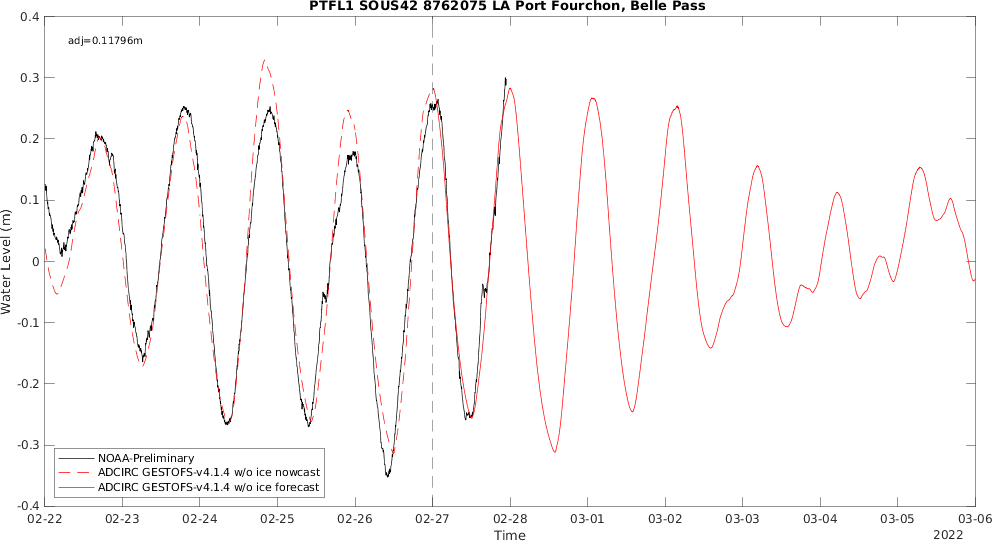 PTFL1 SOUS42 8762075 LA Port Fourchon, Belle Pass
adj=0.11796m
0.4
0.3
0.2
0.1
0
-0.1
-0.2
-0.3
-0.4
Water Level (m)
NOAA-Preliminary
ADCIRC GESTOFS-v4.1.4 w/o ice nowcast
ADCIRC GESTOFS-v4.1.4 w/o ice forecast
02-22 02-23 02-24 02-25 02-26 02-27 02-28 03-01 03-02 03-03 03-04 03-05 03-06
Time
2022